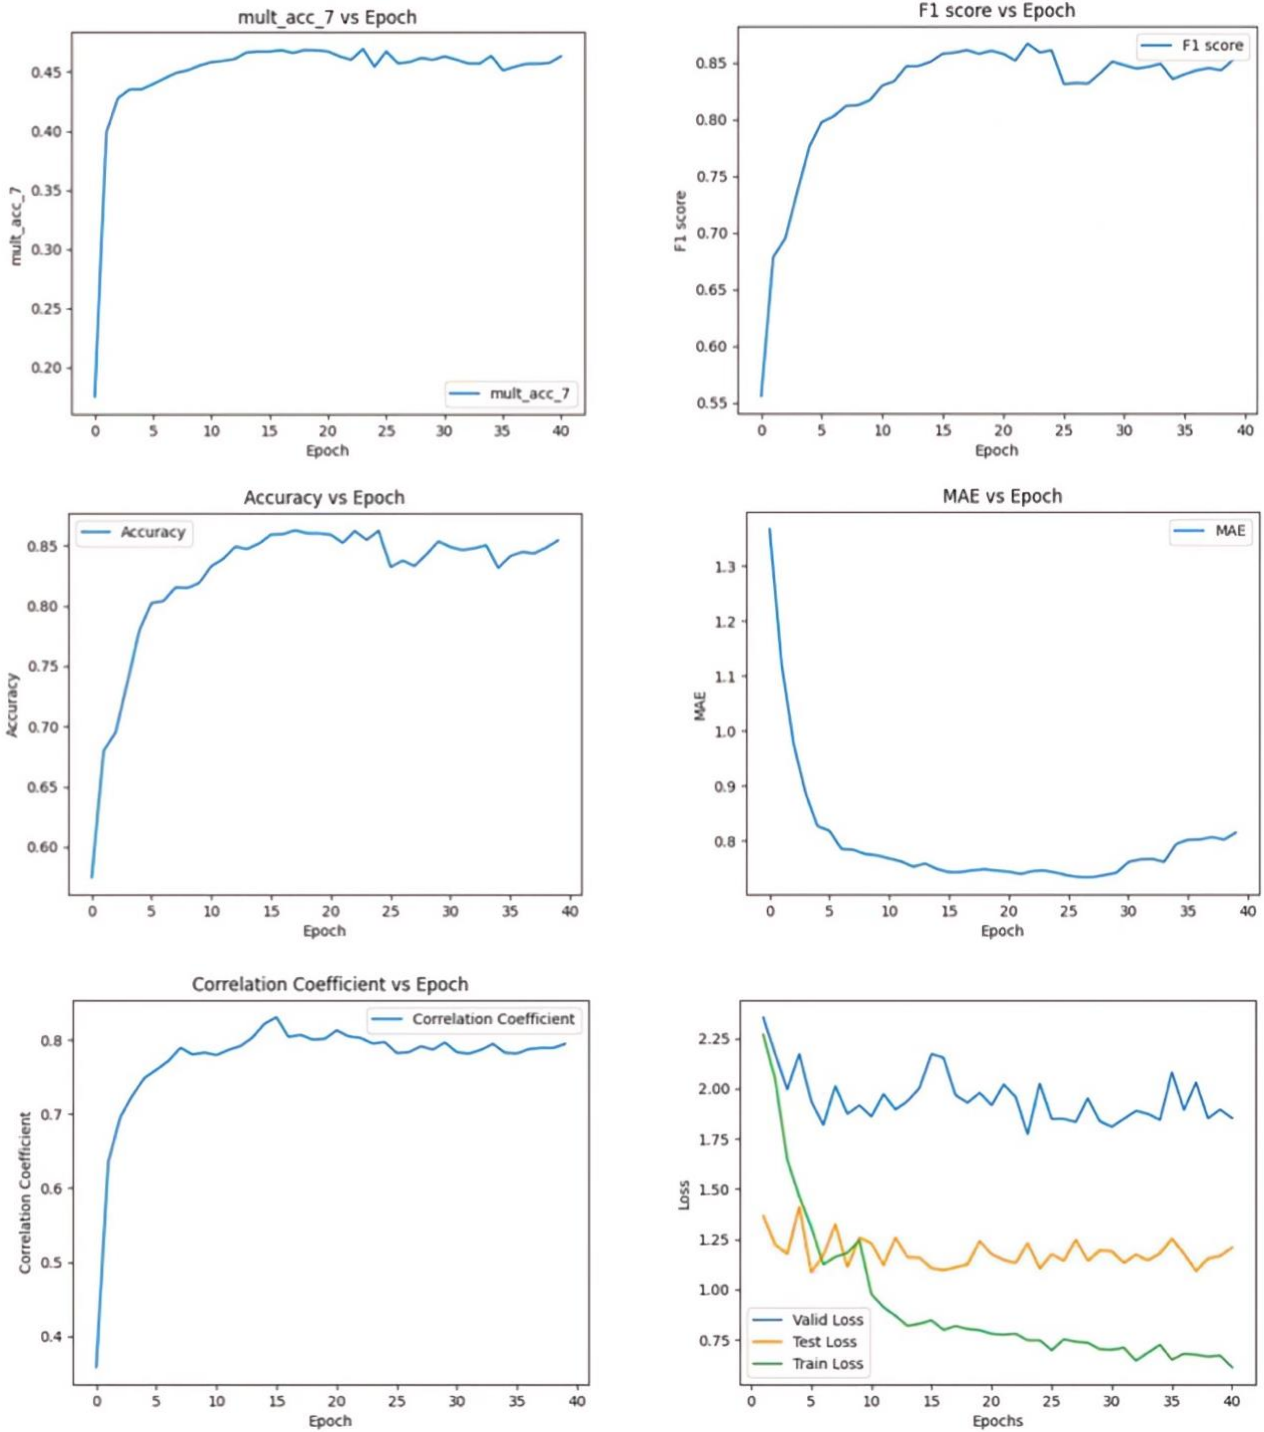 mult_acc_7 vs Epoch
mult_acc_7
0.45
0.40
0.35
0.30
0.25
0.20
mult_acc_7
0 5 10 15 20 25 30 35 40
Epoch
F1 score vs Epoch
F1 score
F1 score
0.85
0.80
0.75
0.70
0.65
0.60
0.55
0 5 10 15 20 25 30 35 40
Epoch
Accuracy vs Epoch
Accuracy
Accuracy
0.85
0.80
0.75
0.70
0.65
0.60
0 5 10 15 20 25 30 35 40
Epoch
MAE vs Epoch
MAE
MAE
1.3
1.2
1.1
1.0
0.9
0.8
0 5 10 15 20 25 30 35 40
Epoch
Correlation Coefficient vs Epoch
Correlation Coefficient
Correlation Coefficient
0.8
0.7
0.6
0.5
0.4
0 5 10 15 20 25 30 35 40
Epoch
Loss
2.25
2.00
1.75
1.50
1.25
1.00
0.75
Valid Loss
Test Loss
Train Loss
0 5 10 15 20 25 30 35 40
Epochs